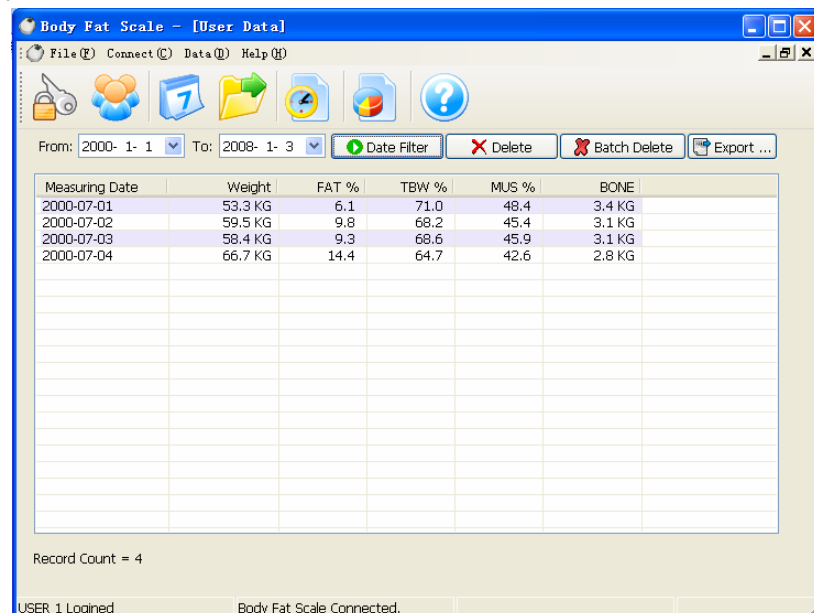 Body Fat Scale - [User Data]
File(F) Connect(C) Data(D) Help(H)
7
From: 2000- 1- 1 To: 2008- 1- 3 Date Filter Delete Batch Delete Export ...
Measuring Date Weight FAT % TBW % MUS % BONE
2000-07-01 53.3 KG 6.1 71.0 48.4 3.4 KG
2000-07-02 59.5 KG 9.8 68.2 45.4 3.1 KG
2000-07-03 58.4 KG 9.3 68.6 45.9 3.1 KG
2000-07-04 66.7 KG 14.4 64.7 42.6 2.8 KG
Record Count = 4
USER 1 Logined Body Fat Scale Connected.